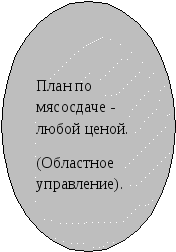 План по
мясосдаче -
любой ценой.
(Областное
управление).